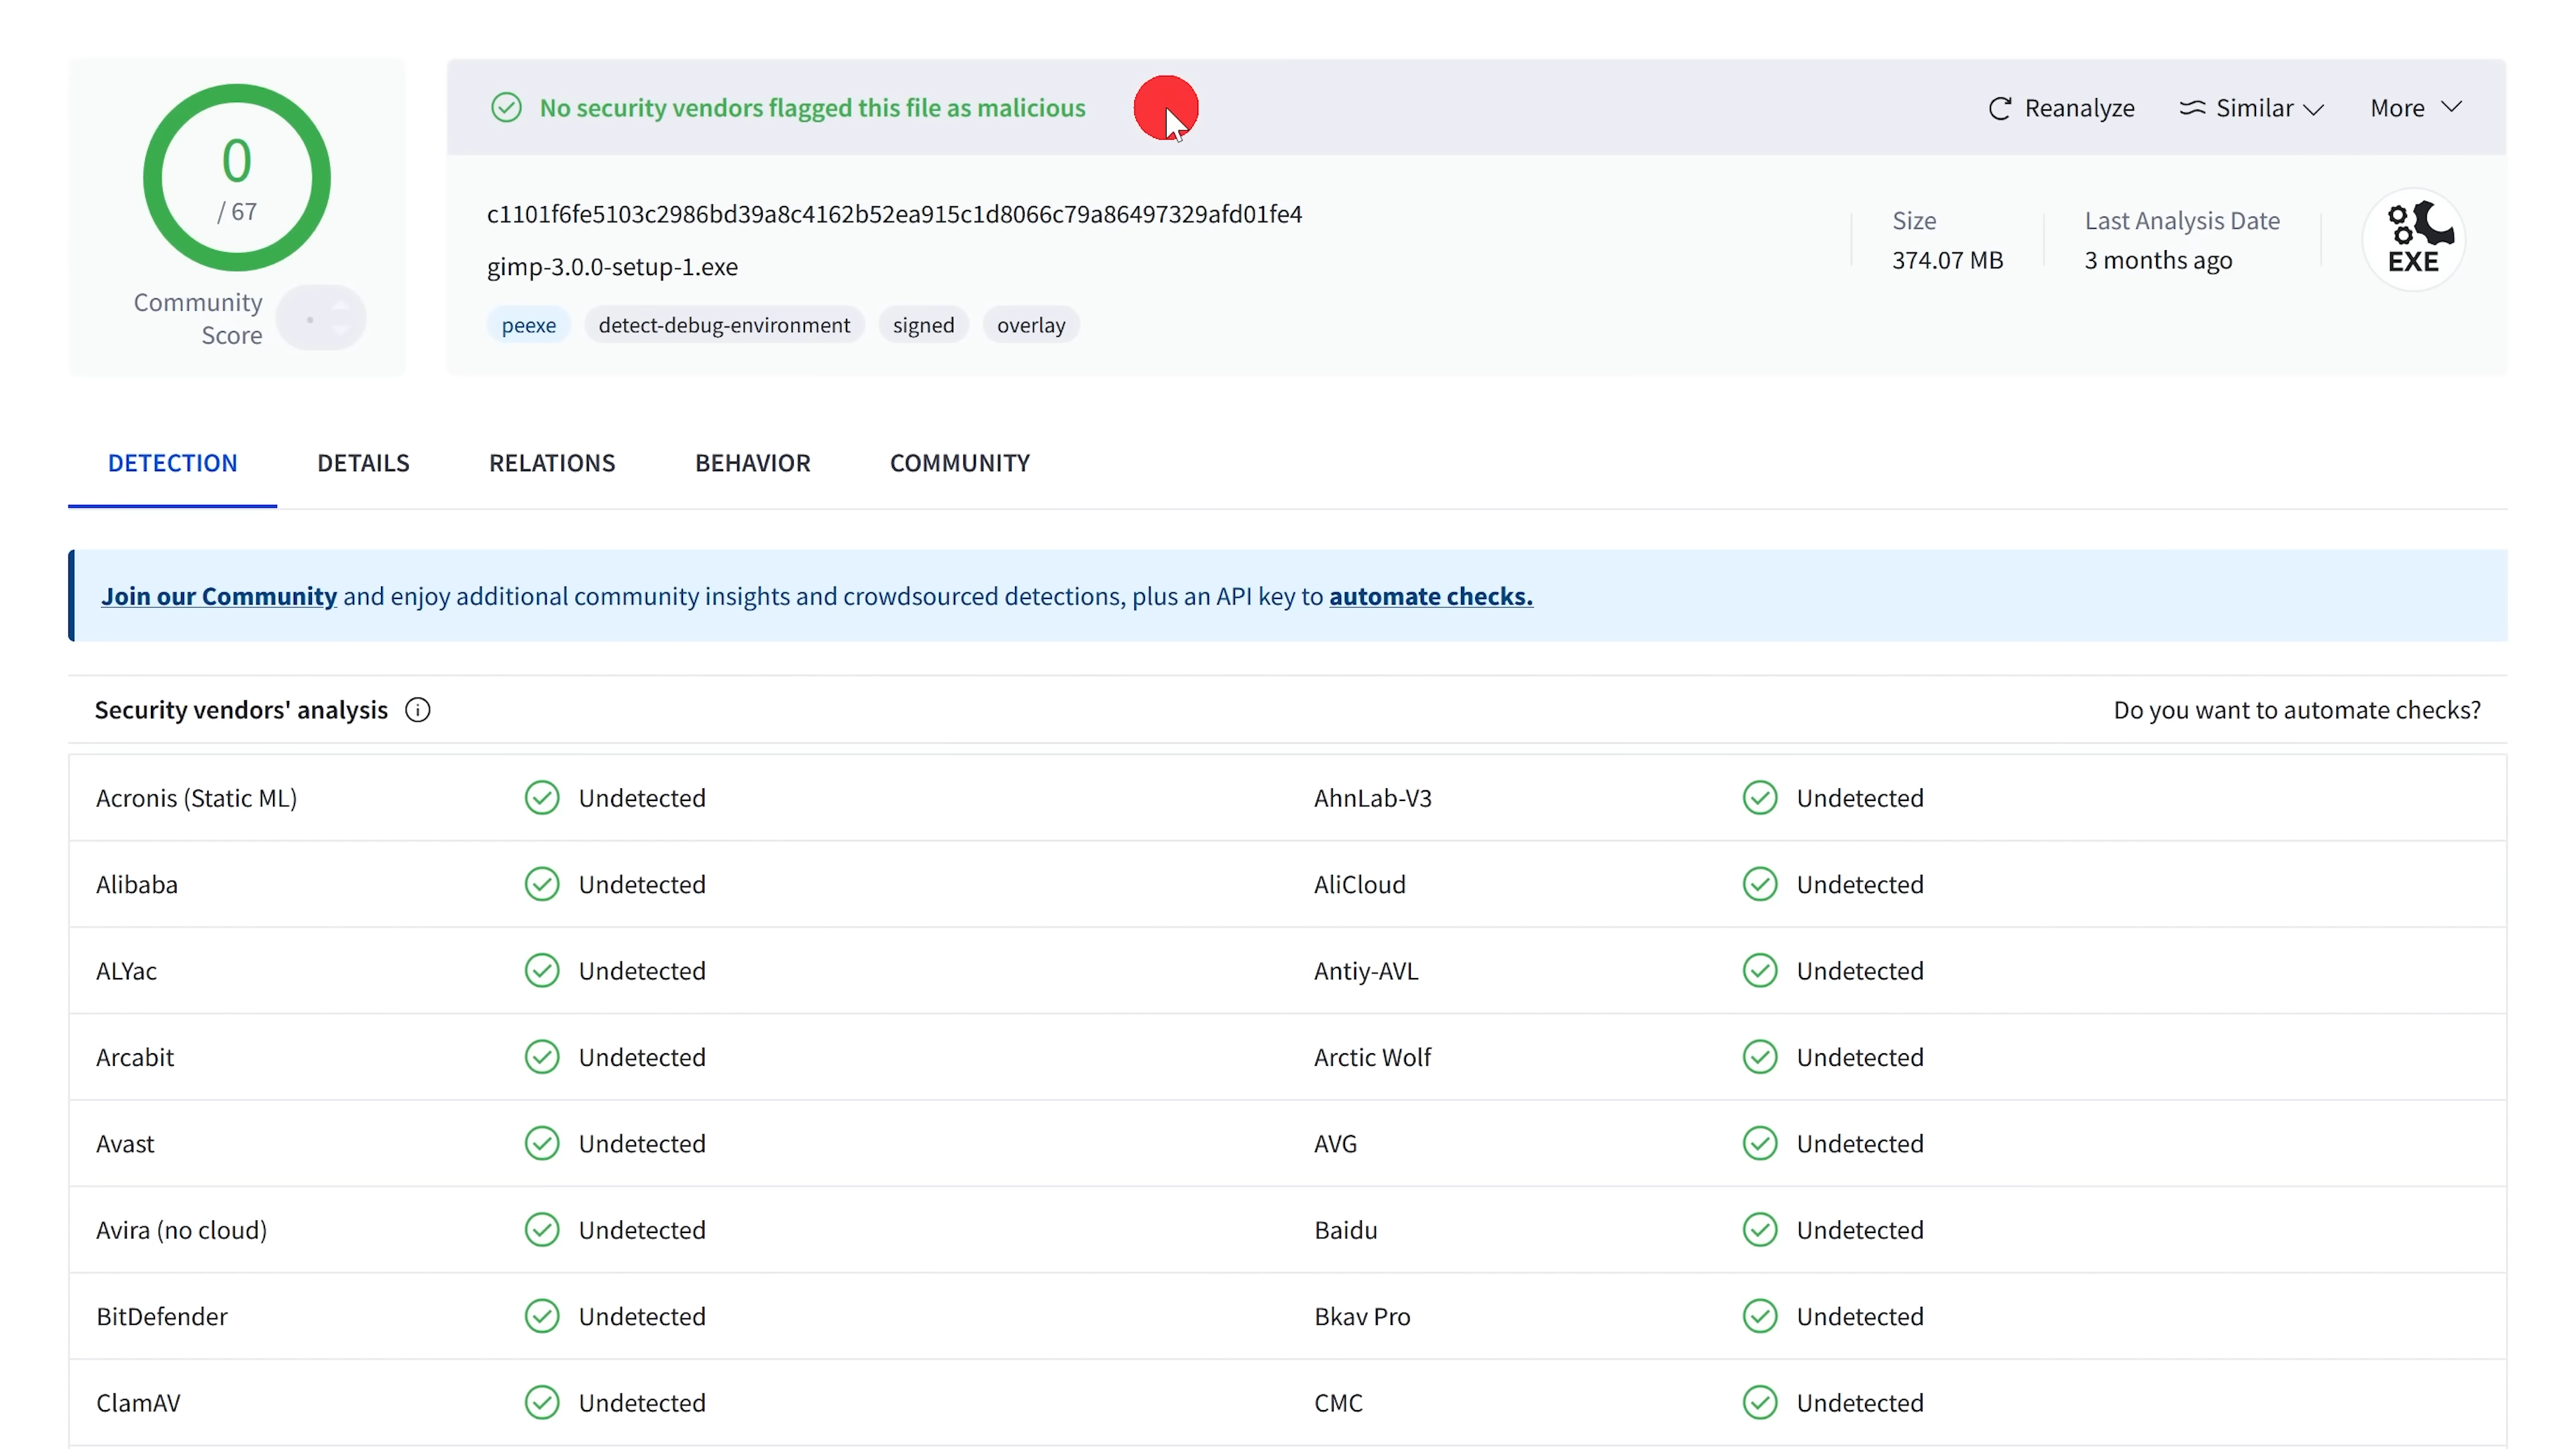 No security vendors flagged this file as malicious
Reanalyze
Similar
More
0
/ 67
Community
Score
c1101f6fe5103c2986bd39a8c4162b52ea915c1d8066c79a86497329afd01fe4
gimp-3.0.0-setup-1.exe
peexe
detect-debug-environment
signed
overlay
Size
374.07 MB
Last Analysis Date
3 months ago
EXE
DETECTION
DETAILS
RELATIONS
BEHAVIOR
COMMUNITY
Join our Community and enjoy additional community insights and crowdsourced detections, plus an API key to automate checks.
Security vendors' analysis
Do you want to automate checks?
Acronis (Static ML) Undetected AhnLab-V3 Undetected
Alibaba Undetected AliCloud Undetected
ALYac Undetected Antiy-AVL Undetected
Arcabit Undetected Arctic Wolf Undetected
Avast Undetected AVG Undetected
Avira (no cloud) Undetected Baidu Undetected
BitDefender Undetected Bkav Pro Undetected
ClamAV Undetected CMC Undetected